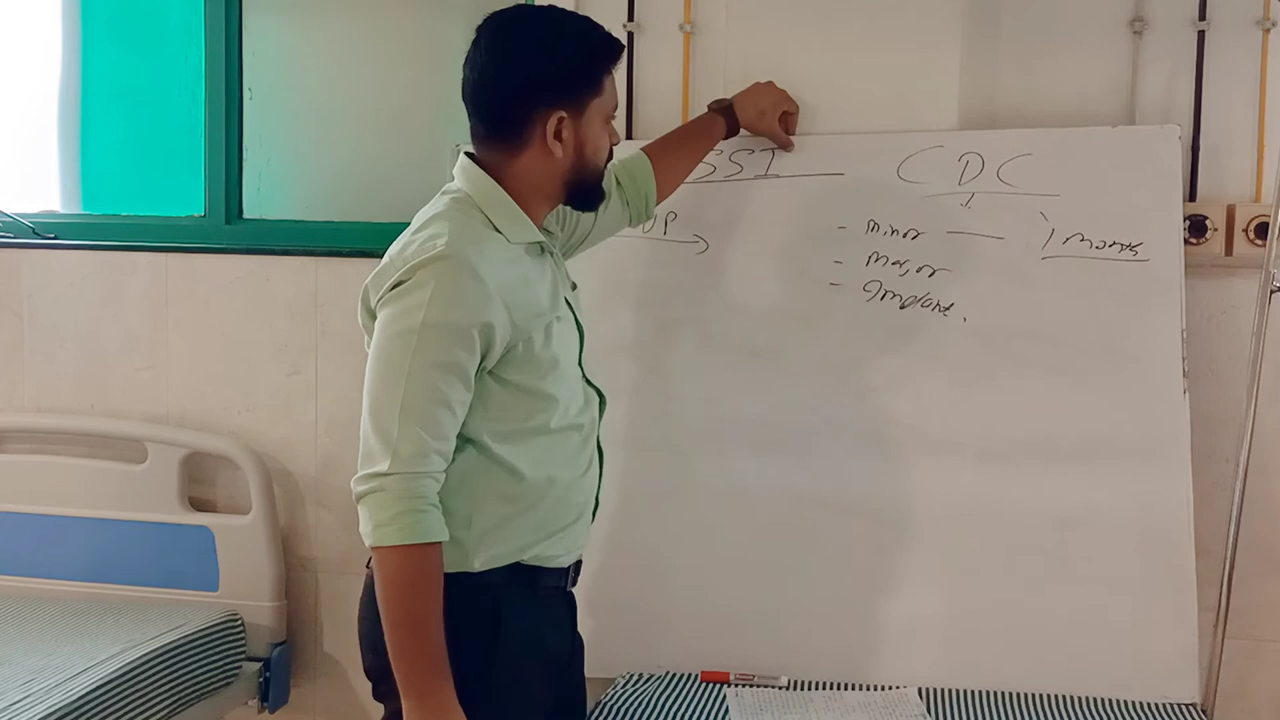 SSI
CDC
OP
- minor — 1 month
- major
- Implant.